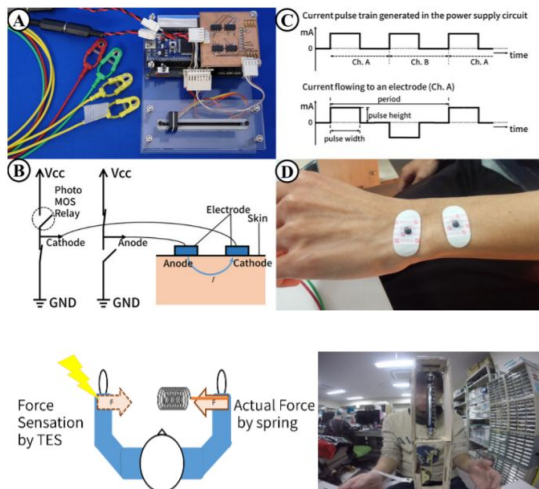 A
C
Current pulse train generated in the power supply circuit
mA
0
Ch. A
Ch. B
Ch. A
time
Current flowing to an electrode (Ch. A)
period
mA
pulse height
0
pulse width
time
B
Vcc
Vcc
Photo
MOS
Relay
Cathode
Anode
GND
GND
Electrode
Skin
Anode
Cathode
I
D
Force
Sensation
by TES
F
F
Actual Force
by spring